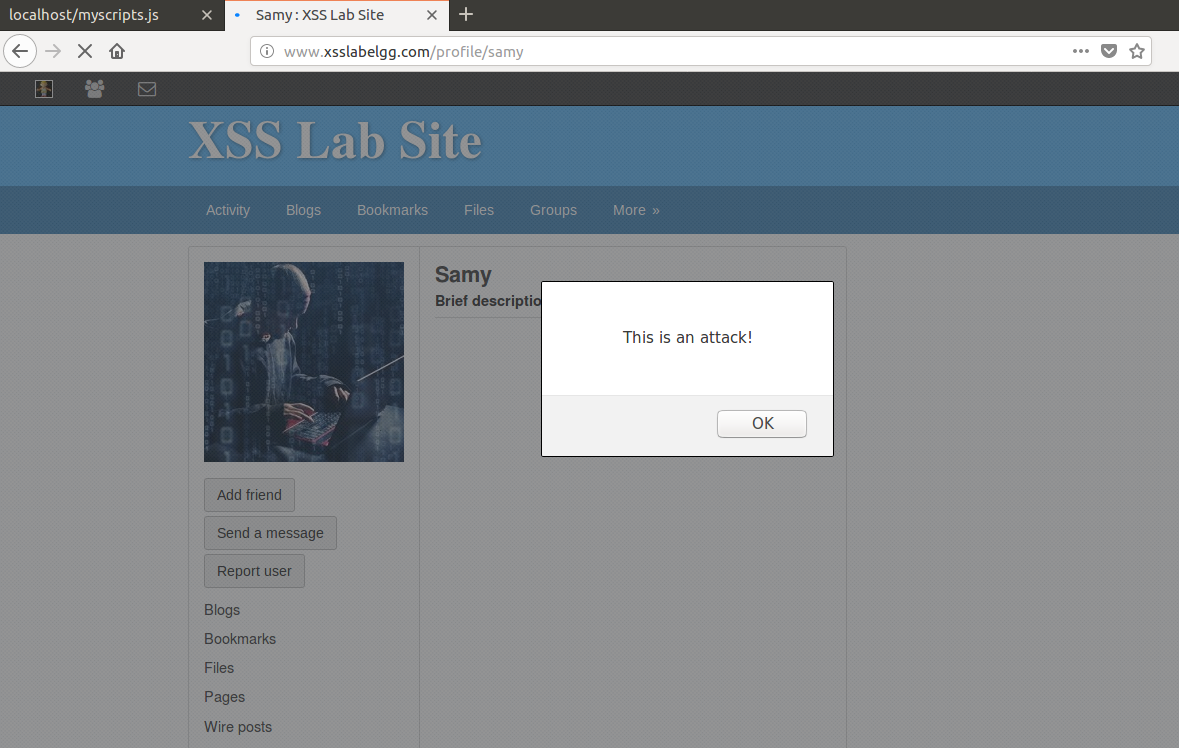 localhost/myscripts.js
Samy : XSS Lab Site
www.xsslabelgg.com/profile/samy
XSS Lab Site
Activity Blogs Bookmarks Files Groups More »
Samy
Brief descriptio
This is an attack!
OK
Add friend
Send a message
Report user
Blogs
Bookmarks
Files
Pages
Wire posts